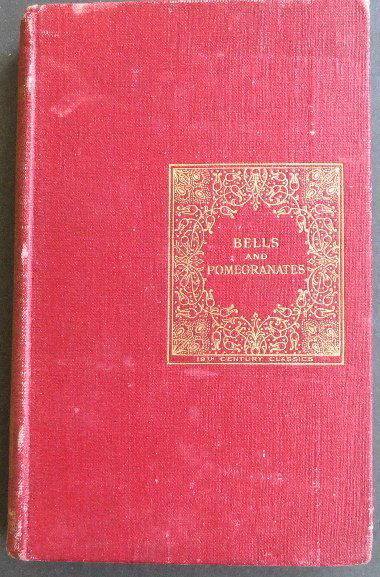 BELLS
AND
POMEGRANATES
19TH CENTURY CLASSICS